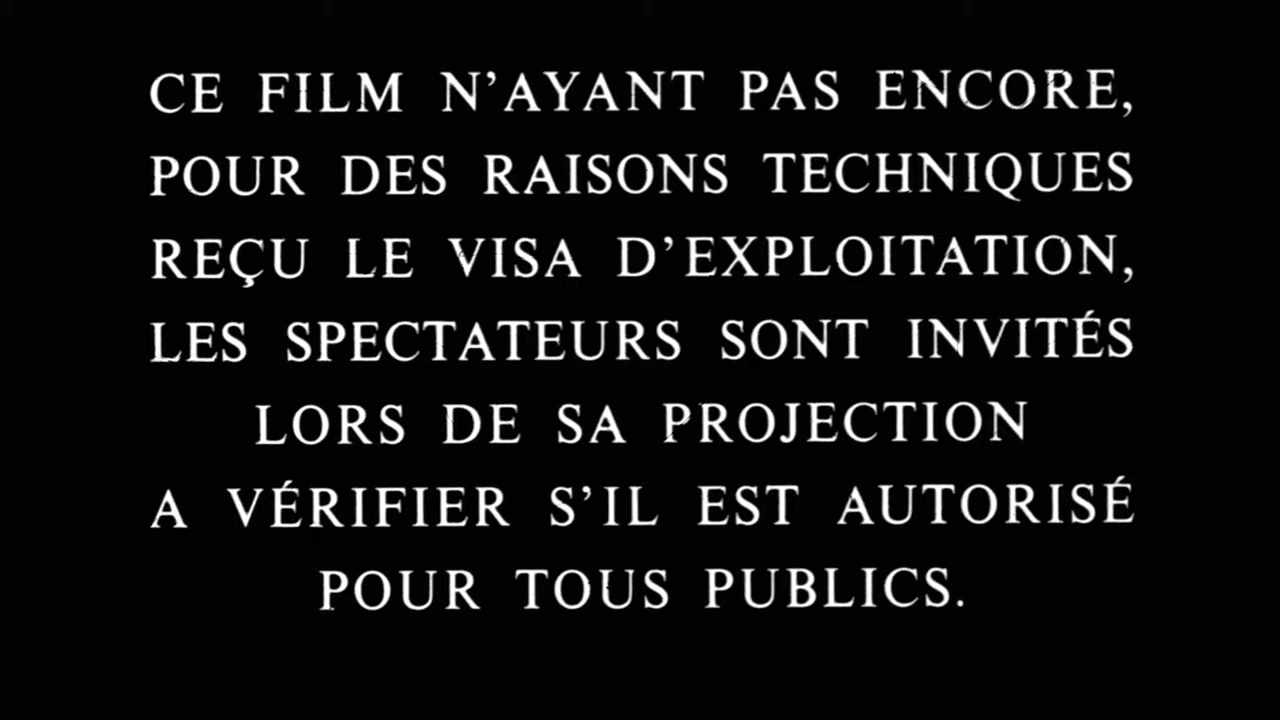 CE FILM N’AYANT PAS ENCORE,
POUR DES RAISONS TECHNIQUES
REÇU LE VISA D’EXPLOITATION,
LES SPECTATEURS SONT INVITÉS
LORS DE SA PROJECTION
A VÉRIFIER S’IL EST AUTORISÉ
POUR TOUS PUBLICS.